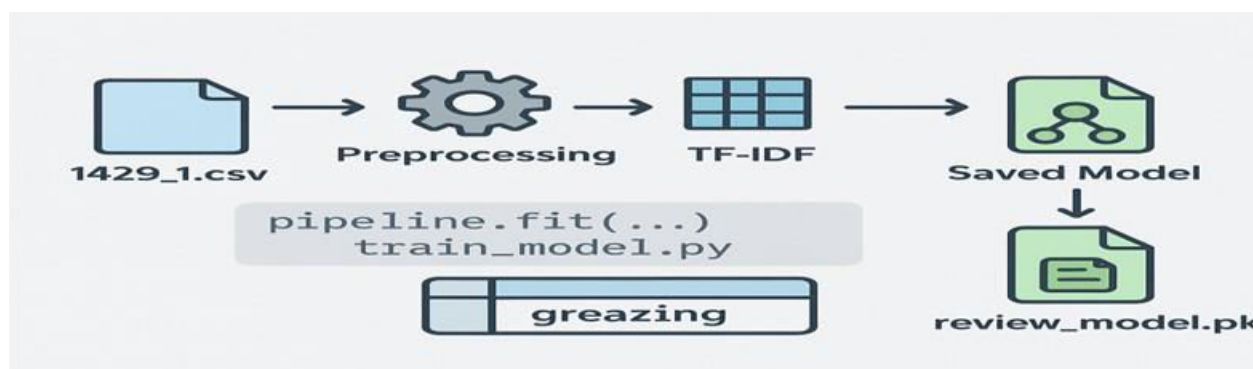 1429_1.csv
Preprocessing
TF-IDF
Saved Model
pipeline.fit(...)
train_model.py
greazing
review_model.pk